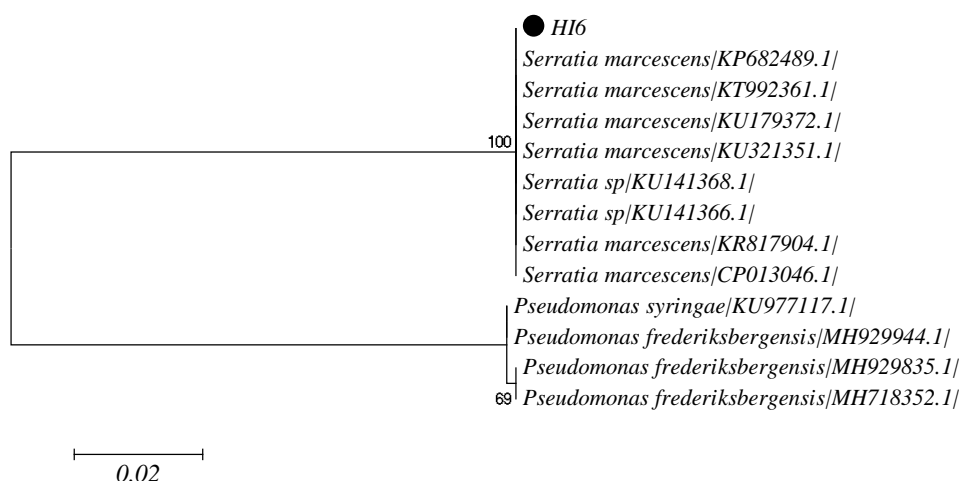 HI6
Serratia marcescens|KP682489.1|
Serratia marcescens|KT992361.1|
Serratia marcescens|KU179372.1|
100
Serratia marcescens|KU321351.1|
Serratia sp|KU141368.1|
Serratia sp|KU141366.1|
Serratia marcescens|KR817904.1|
Serratia marcescens|CP013046.1|
Pseudomonas syringae|KU977117.1|
Pseudomonas frederiksbergensis|MH929944.1|
Pseudomonas frederiksbergensis|MH929835.1|
69
Pseudomonas frederiksbergensis|MH718352.1|
0.02